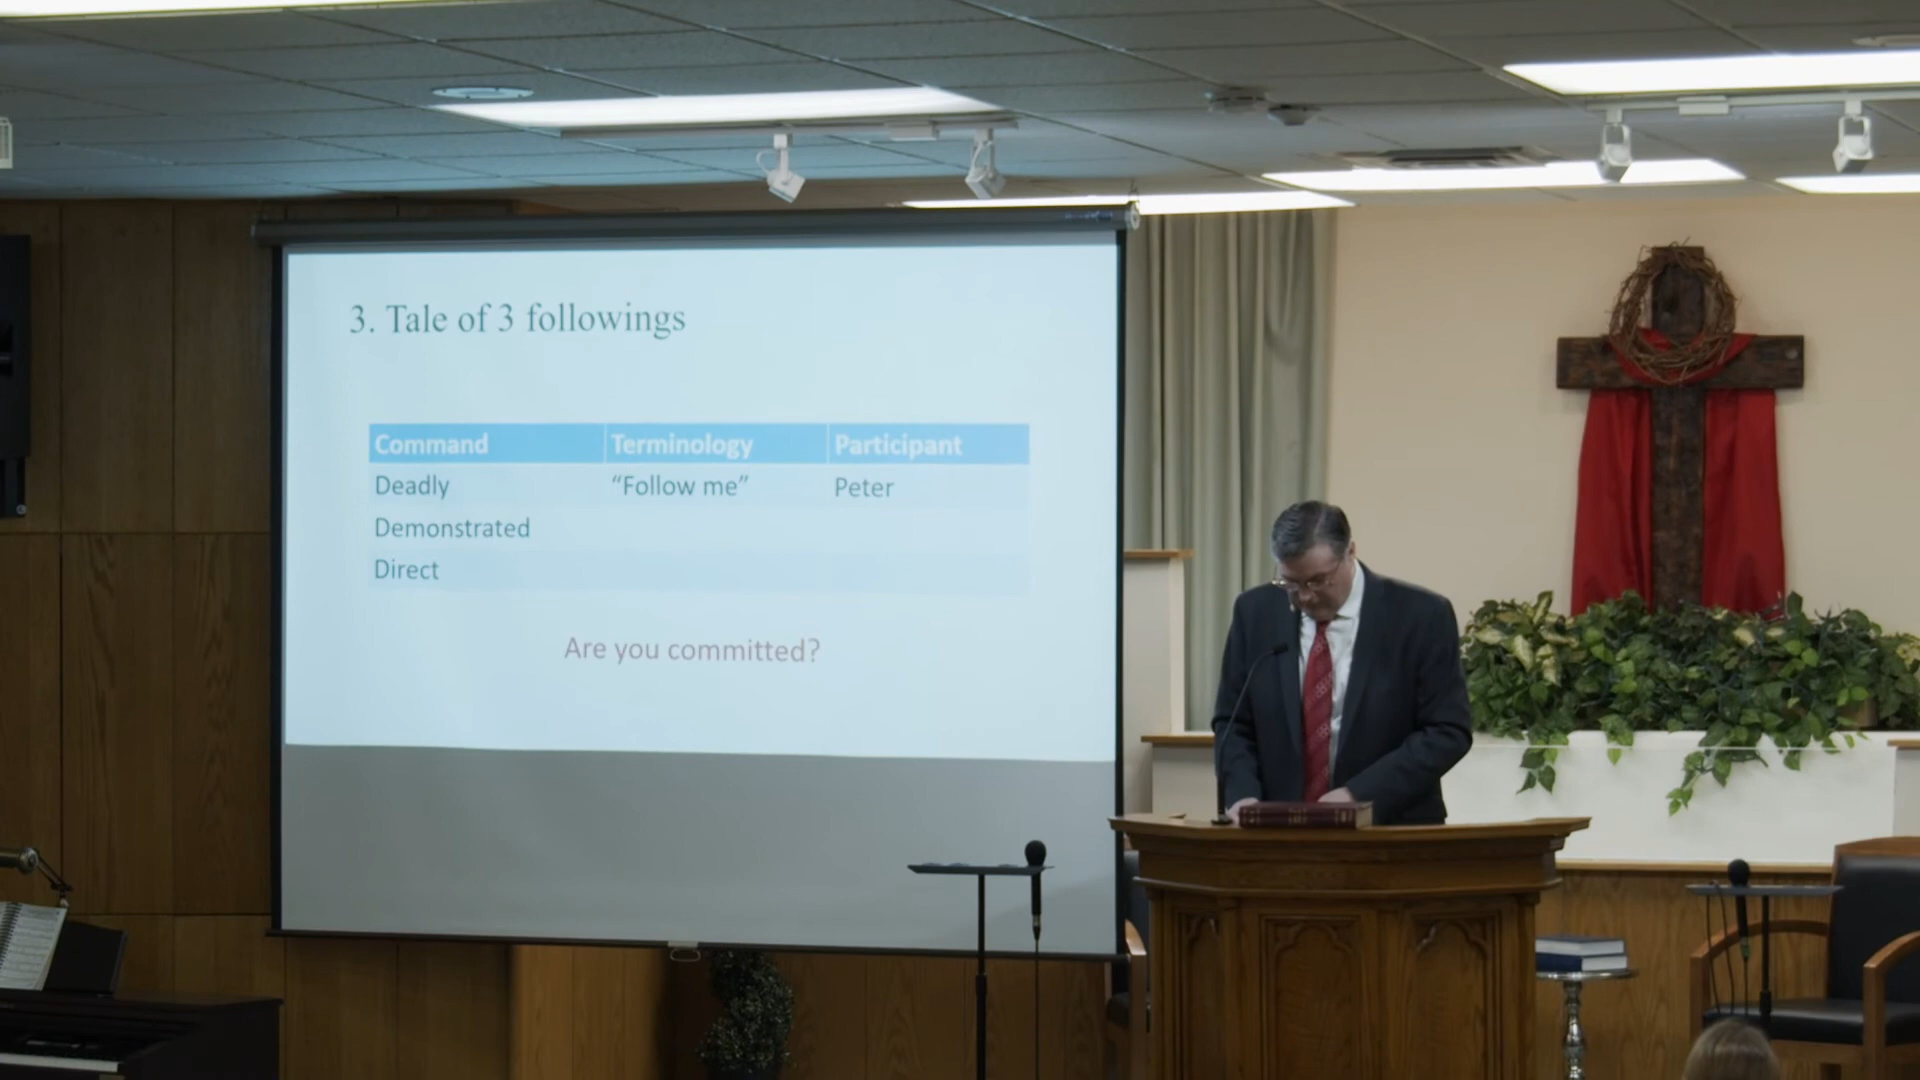 3. Tale of 3 followings
Command Terminology Participant
Deadly “Follow me” Peter
Demonstrated
Direct
Are you committed?